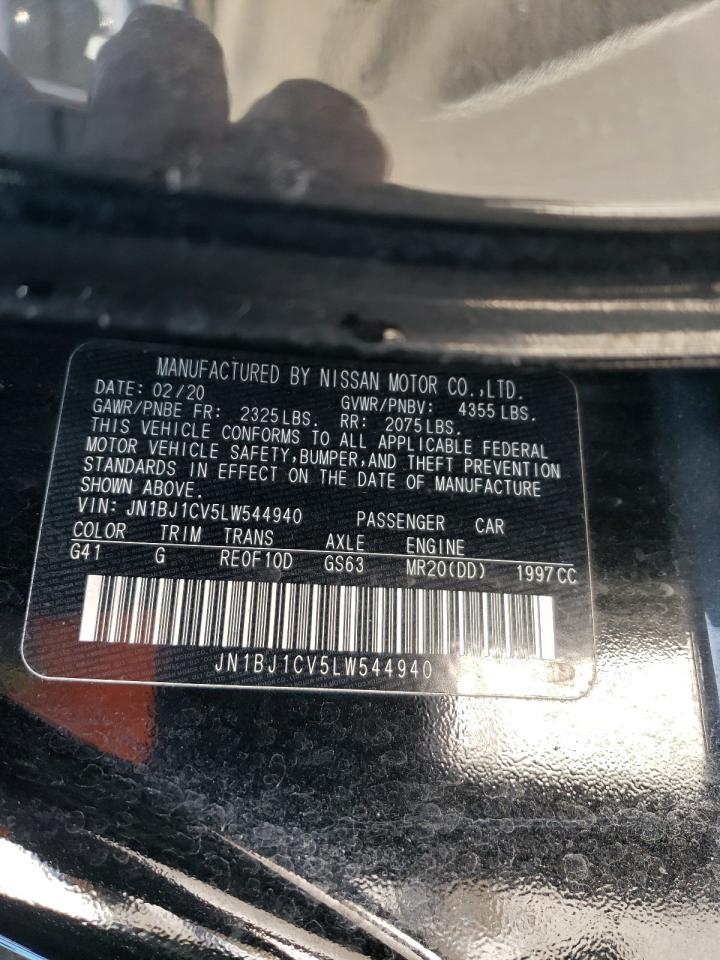 MANUFACTURED BY NISSAN MOTOR CO.,LTD.
DATE: 02/20 GVWR/PNBV: 4355 LBS.
GAWR/PNBE FR: 2325 LBS. RR: 2075 LBS.
THIS VEHICLE CONFORMS TO ALL APPLICABLE FEDERAL
MOTOR VEHICLE SAFETY, BUMPER, AND THEFT PREVENTION
STANDARDS IN EFFECT ON THE DATE OF MANUFACTURE
SHOWN ABOVE.
VIN: JN1BJ1CV5LW544940 PASSENGER CAR
COLOR TRIM TRANS AXLE ENGINE
G41 G RE0F10D GS63 MR20(DD) 1997 CC
JN1BJ1CV5LW544940